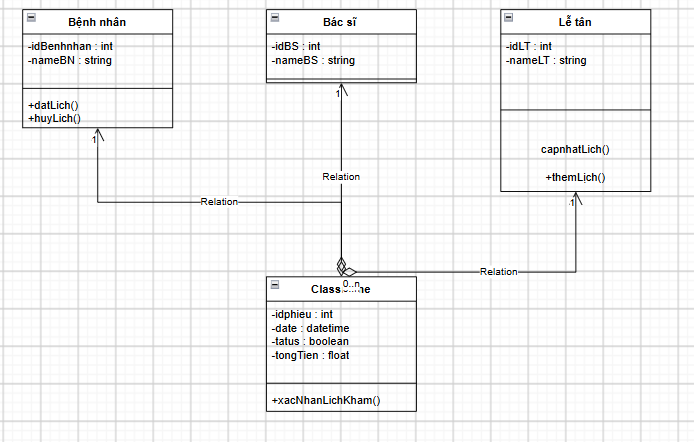 Bệnh nhân
-idBenhnhan : int
-nameBN : string
+datLich()
+huyLich()
Bác sĩ
-idBS : int
-nameBS : string
Lễ tân
-idLT : int
-nameLT : string
capnhatLich()
+themLich()
1
1
1
Relation
Relation
Relation
0..n
-idphieu : int
-date : datetime
-tatus : boolean
-tongTien : float
+xacNhanLichKham()